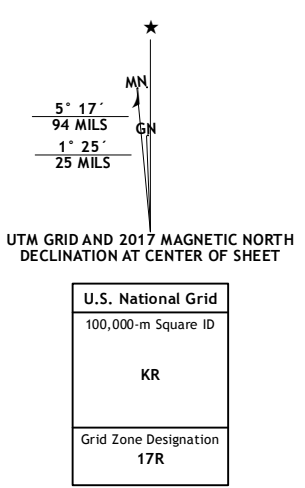 MN
5° 17´
94 MILS
GN
1° 25´
25 MILS
UTM GRID AND 2017 MAGNETIC NORTH
DECLINATION AT CENTER OF SHEET
U.S. National Grid
100,000-m Square ID
KR
Grid Zone Designation
17R